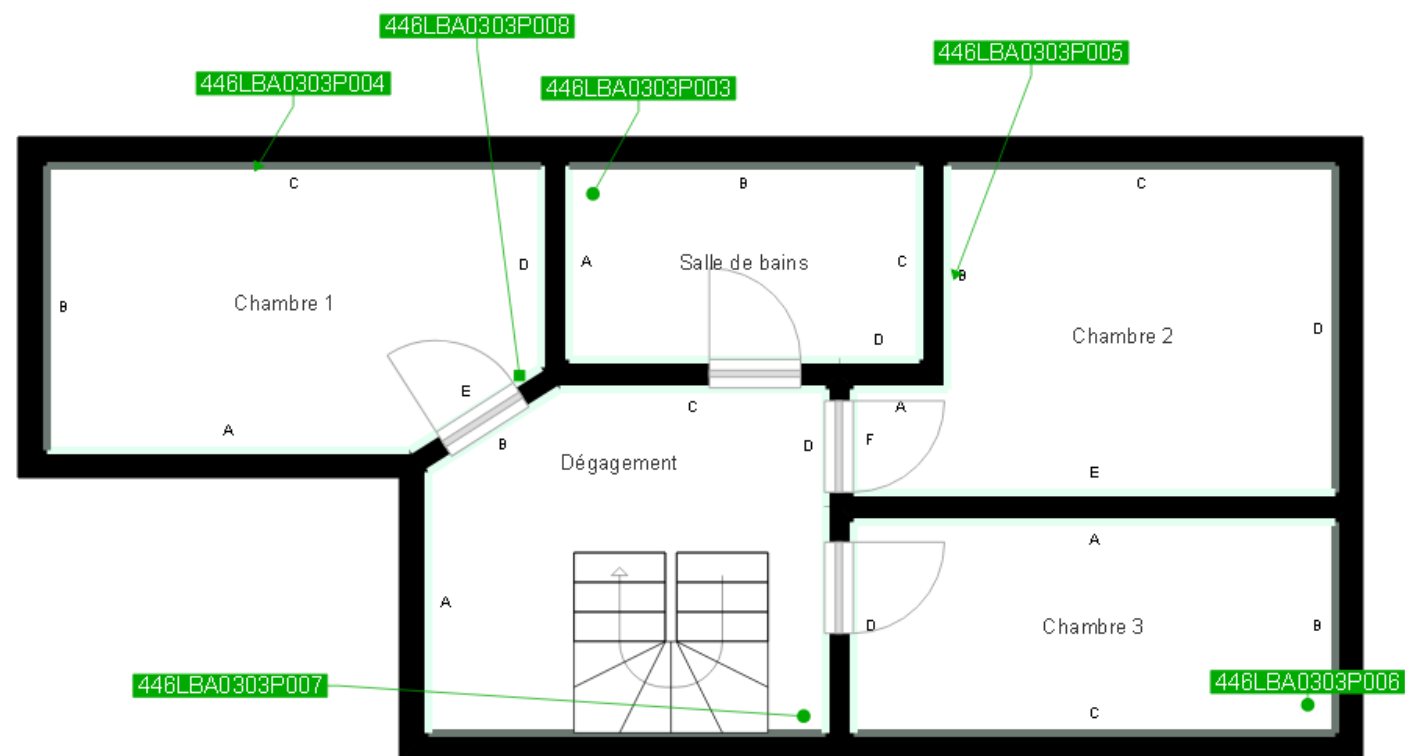 446LBA0303P008
446LBA0303P005
446LBA0303P004
446LBA0303P003
C
B
C
A
Salle de bains
C
D
B
B
Chambre 1
D
Chambre 2
D
E
A
C
A
B
D
F
Dégagement
E
A
A
D
Chambre 3
B
446LBA0303P007
446LBA0303P006
C